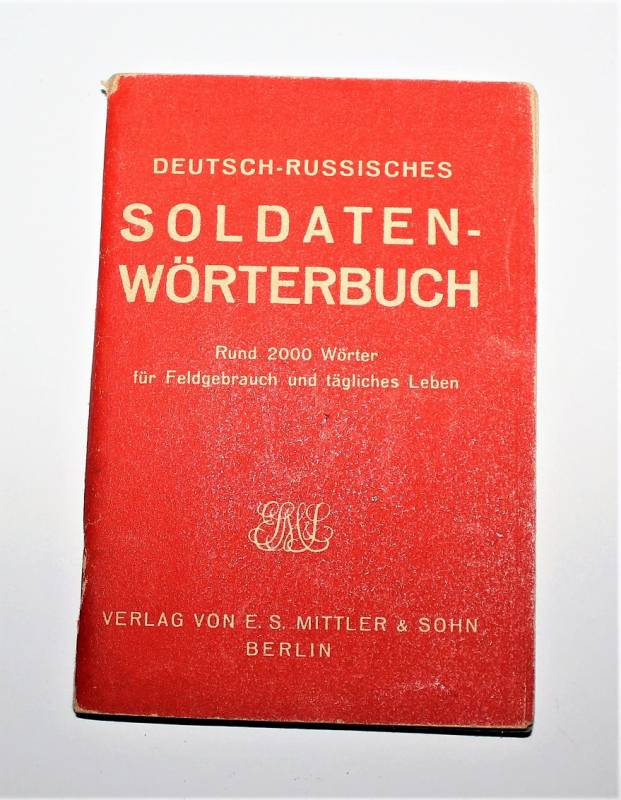 DEUTSCH-RUSSISCHES
SOLDATEN-
WÖRTERBUCH
Rund 2000 Wörter
für Feldgebrauch und tägliches Leben
VERLAG VON E. S. MITTLER & SOHN
BERLIN